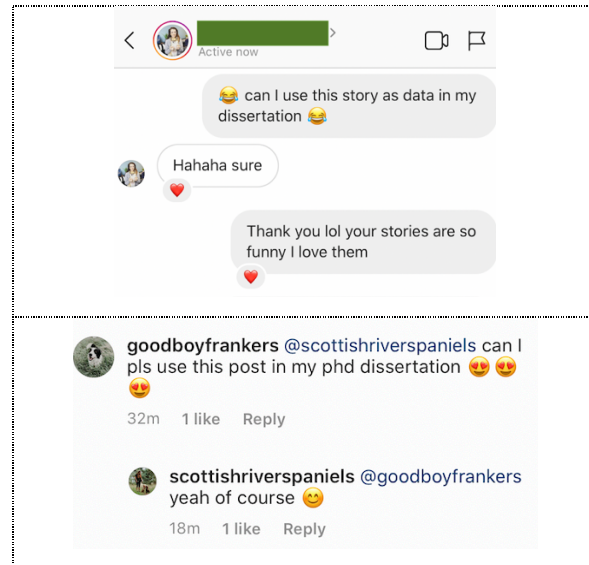 Active now
😂 can I use this story as data in my
dissertation 😂
Hahaha sure
Thank you lol your stories are so
funny I love them
goodboyfrankers @scottishriverspaniels can I
pls use this post in my phd dissertation 😍 😍
😍
32m 1 like Reply
scottishriverspaniels @goodboyfrankers
yeah of course 😊
18m 1 like Reply